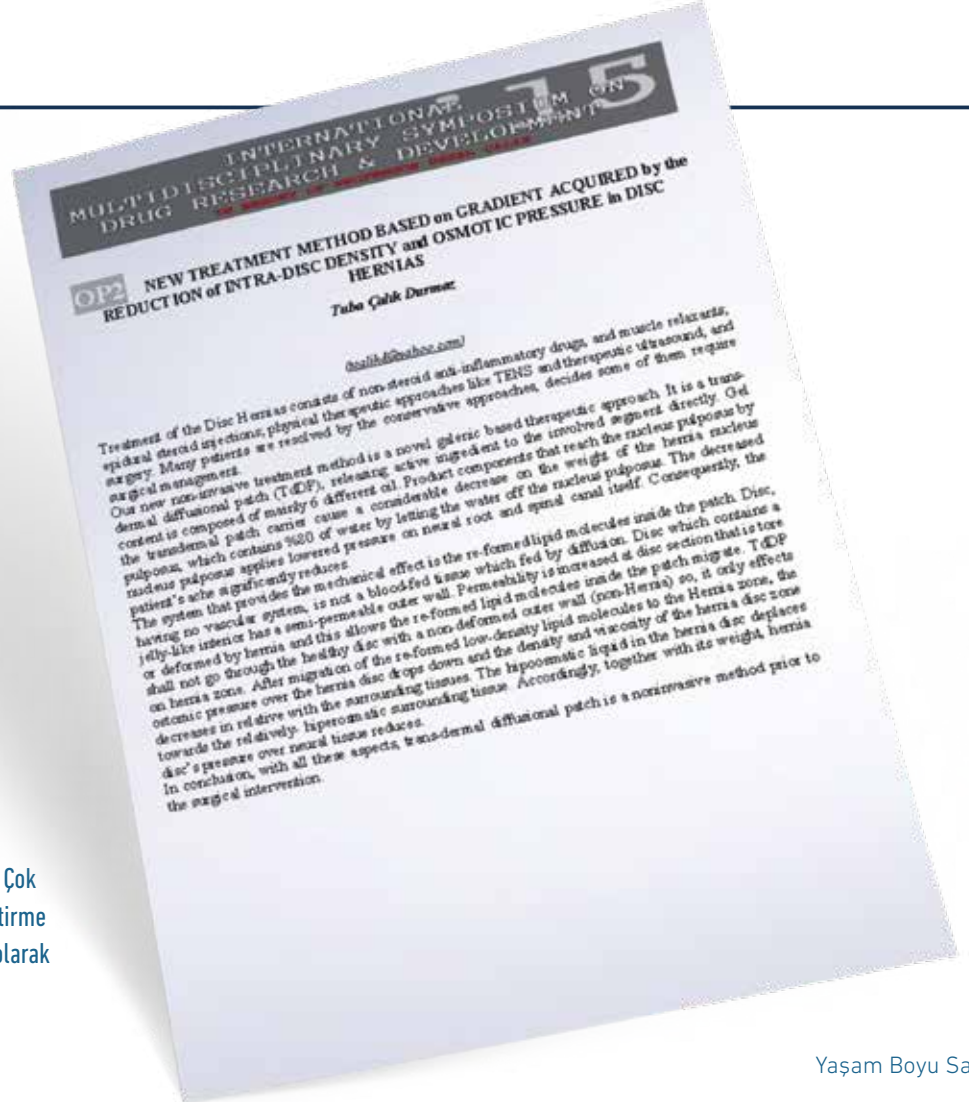 INTERNATIONAL
15
MULTIDISCIPLINARY SYMPOSIUM ON
DRUG RESEARCH & DEVELOPMENT
OP2
NEW TREATMENT METHOD BASED on GRADIENT ACQUIRED by the
REDUCTION of INTRA-DISC DENSITY and OSMOTIC PRESSURE in DISC
HERNIAS
Tuba Çalık Durmaz
Treatment of the Disc Hernias consists of non-steroid anti-inflammatory drugs, and muscle relaxants,
epidural steroid injections; physical therapeutic approaches like TENS and therapeutic ultrasound, and
surgery. Many patients are resolved by the conservative approaches, decides some of them require
surgical management.
Our new non-invasive treatment method is a novel galenic based therapeutic approach. It is a trans-
dermal diffusional patch (TdDP), releasing active ingredient to the involved segment directly. Gel
content is composed of mainly 6 different oil. Product components that reach the nucleus pulposus by
the transdermal patch carrier cause a considerable decrease on the weight of the hernia nucleus
pulposus, which contains %20 of water by letting the water off the nucleus pulposus. The decreased
nucleus pulposus applies lowered pressure on neural root and spinal canal itself. Consequently, the
patient's ache significantly reduces.
The system that provides the mechanical effect is the re-formed lipid molecules inside the patch. Disc,
having no vascular system, is not a blood-fed tissue which fed by diffusion. Disc which contains a
jelly-like interior has a semi-permeable outer wall. Permeability is increased at disc section that is tore
or deformed by hernia and this allows the re-formed lipid molecules inside the patch migrate. TdDP
shall not go through the healthy disc with a non-deformed outer wall (non-Hernia) so, it only effects
on hernia zone. After migration of the re-formed low-density lipid molecules to the Hernia zone, the
ostomic pressure over the hernia disc drops down and the density and viscosity of the hernia disc zone
decreases in relative with the surrounding tissues. The hipoosmatic liquid in the hernia disc deplaces
towards the relatively. hiperosmatic surrounding tissue. Accordingly, together with its weight, hernia
disc's pressure over neural tissue reduces.
In conclusion, with all these aspects, trans-dermal diffusional patch is a noninvasive method prior to
the surgical intervention.
Çok
tirme
olarak
Yaşam Boyu Sa